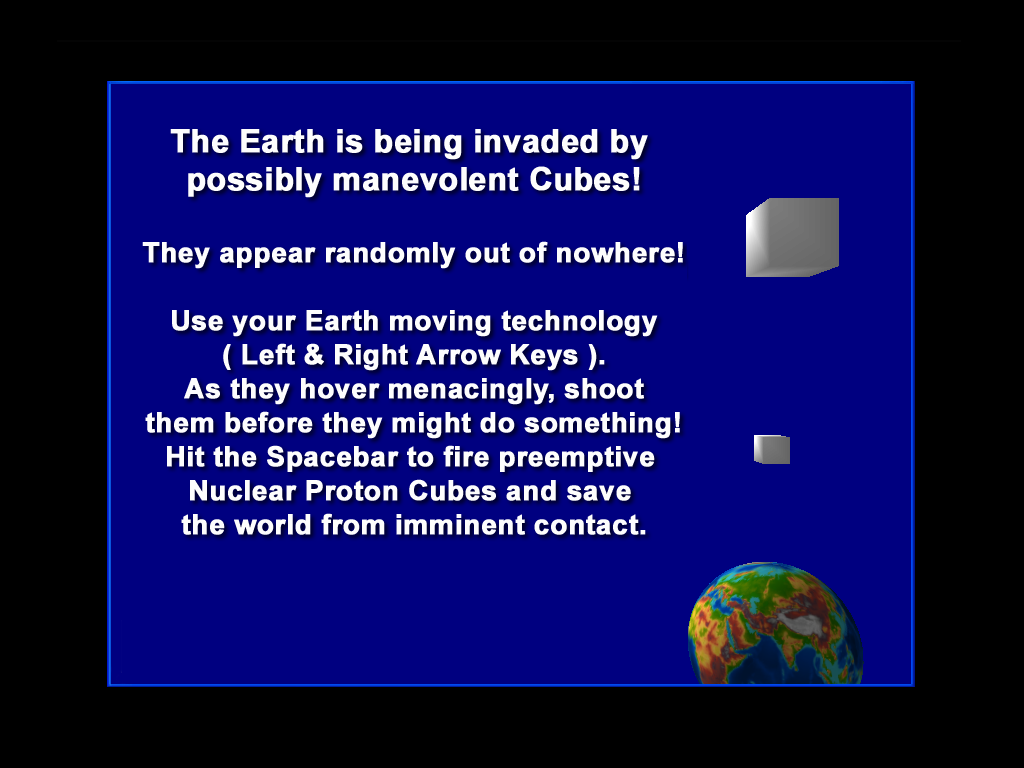 The Earth is being invaded by
possibly manevolent Cubes!
They appear randomly out of nowhere!
Use your Earth moving technology
( Left & Right Arrow Keys ).
As they hover menacingly, shoot
them before they might do something!
Hit the Spacebar to fire preemptive
Nuclear Proton Cubes and save
the world from imminent contact.